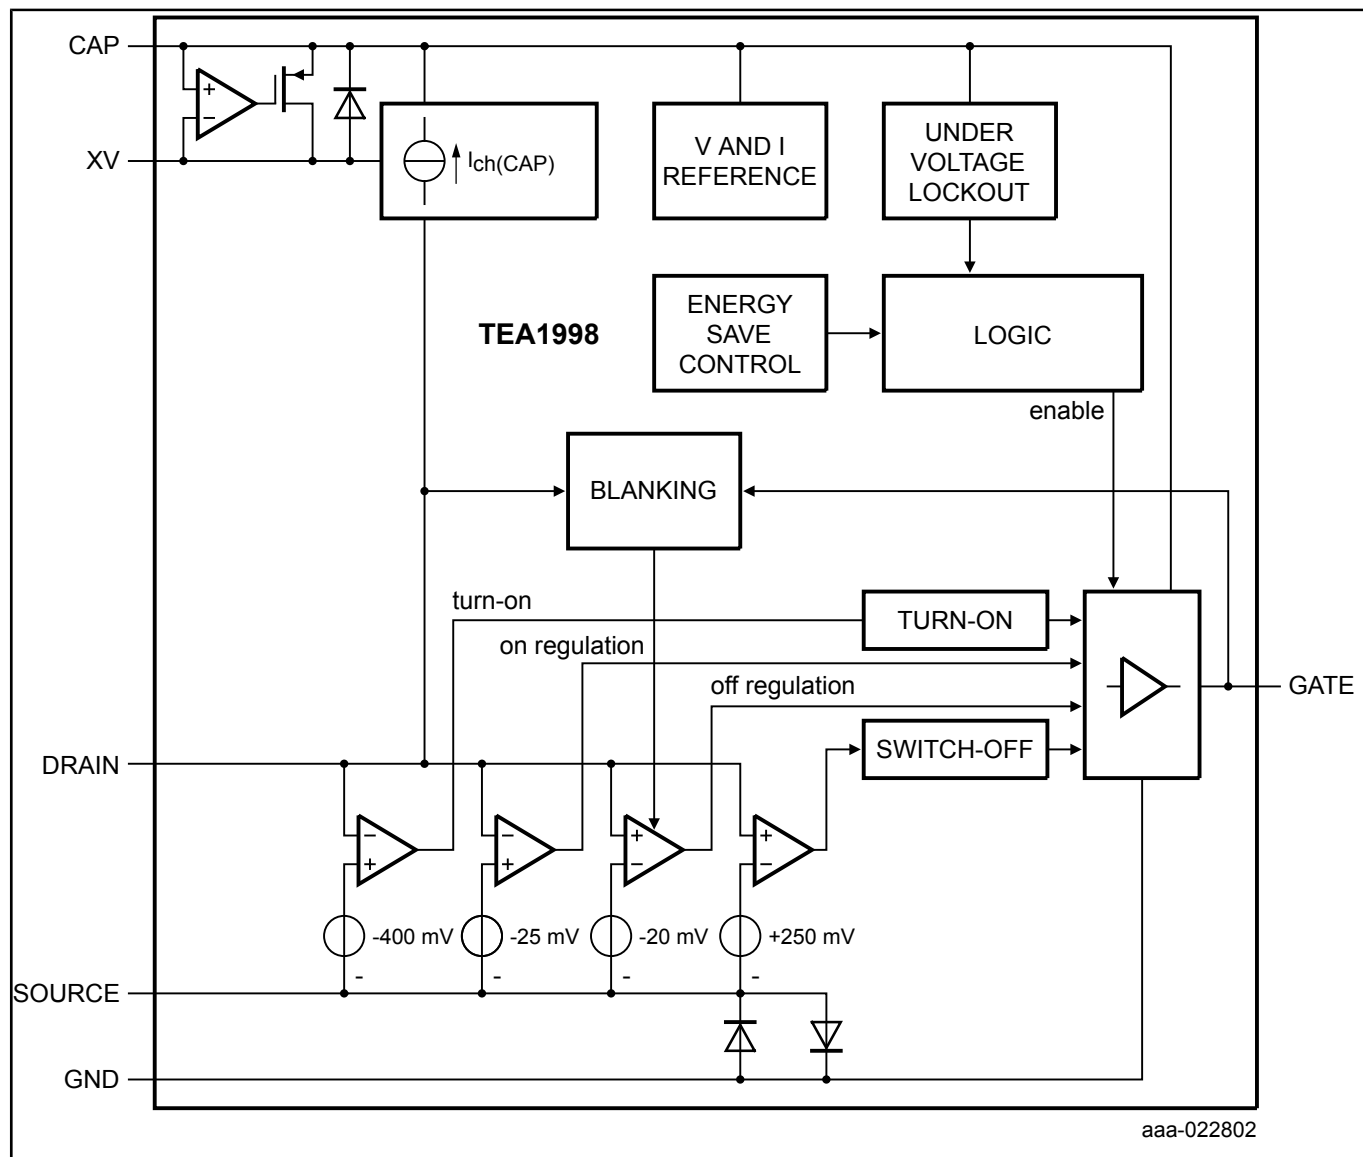 CAP
+
−
XV
Ich(CAP)
V AND I
REFERENCE
UNDER
VOLTAGE
LOCKOUT
TEA1998
ENERGY
SAVE
CONTROL
LOGIC
enable
BLANKING
turn-on
TURN-ON
on regulation
off regulation
GATE
SWITCH-OFF
DRAIN
− − + +
+ + − −
-400 mV -25 mV -20 mV +250 mV
- - - -
SOURCE
GND
aaa-022802